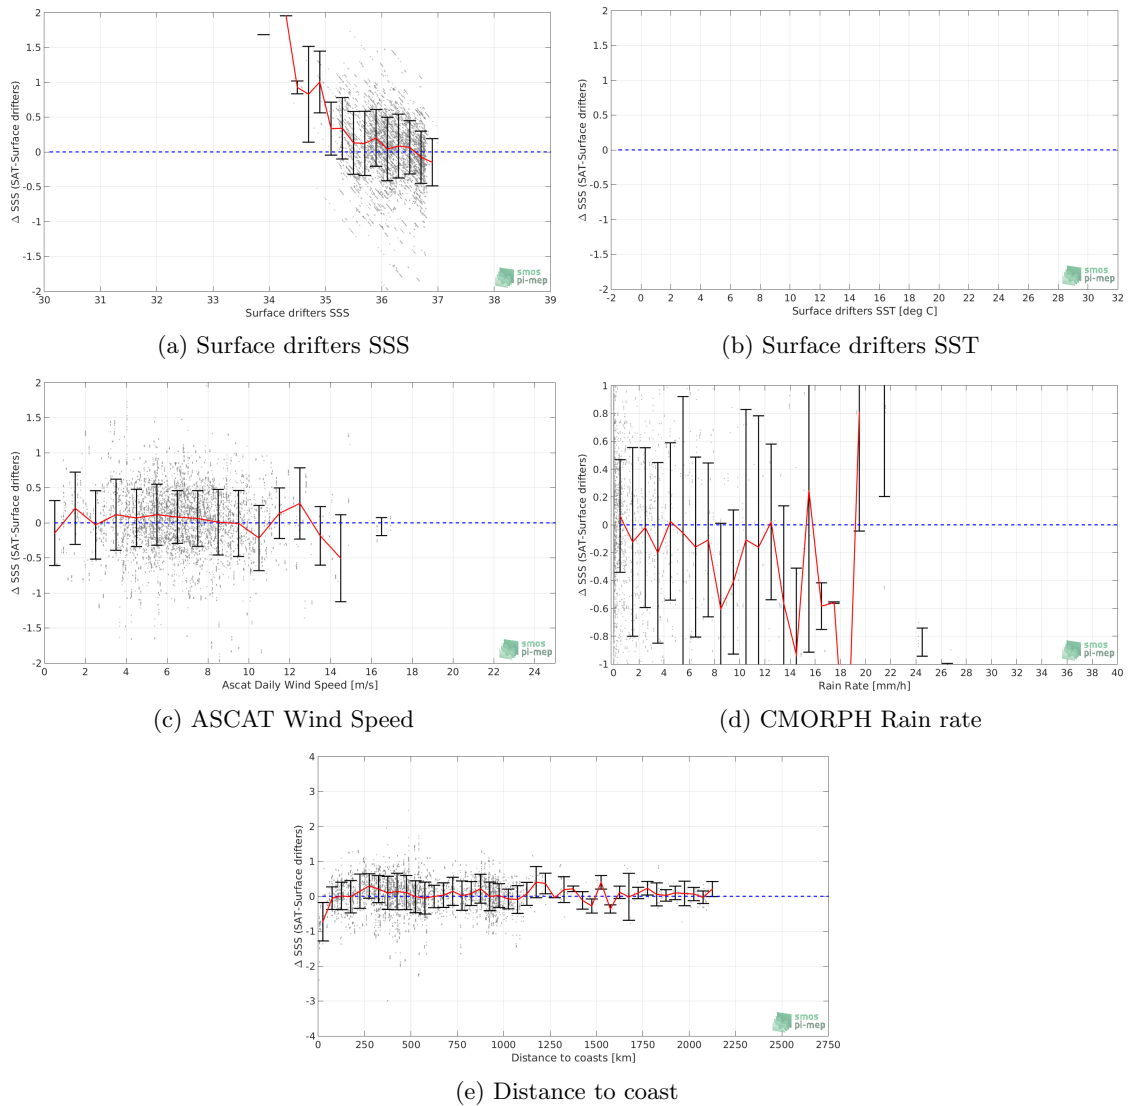 2
1.5
1
0.5
0
-0.5
-1
-1.5
-2
Δ SSS (SAT-Surface drifters)
30 31 32 33 34 35 36 37 38 39
Surface drifters SSS
smos
pi-mep
(a) Surface drifters SSS
2
1.5
1
0.5
0
-0.5
-1
-1.5
-2
Δ SSS (SAT-Surface drifters)
-2 0 2 4 6 8 10 12 14 16 18 20 22 24 26 28 30 32
Surface drifters SST [deg C]
smos
pi-mep
(b) Surface drifters SST
2
1.5
1
0.5
0
-0.5
-1
-1.5
-2
Δ SSS (SAT-Surface drifters)
0 2 4 6 8 10 12 14 16 18 20 22 24
Ascat Daily Wind Speed [m/s]
smos
pi-mep
(c) ASCAT Wind Speed
1
0.8
0.6
0.4
0.2
0
-0.2
-0.4
-0.6
-0.8
-1
Δ SSS (SAT-Surface drifters)
0 2 4 6 8 10 12 14 16 18 20 22 24 26 28 30 32 34 36 38 40
Rain Rate [mm/h]
smos
pi-mep
(d) CMORPH Rain rate
4
3
2
1
0
-1
-2
-3
-4
Δ SSS (SAT-Surface drifters)
0 250 500 750 1000 1250 1500 1750 2000 2250 2500 2750
Distance to coasts [km]
smos
pi-mep
(e) Distance to coast